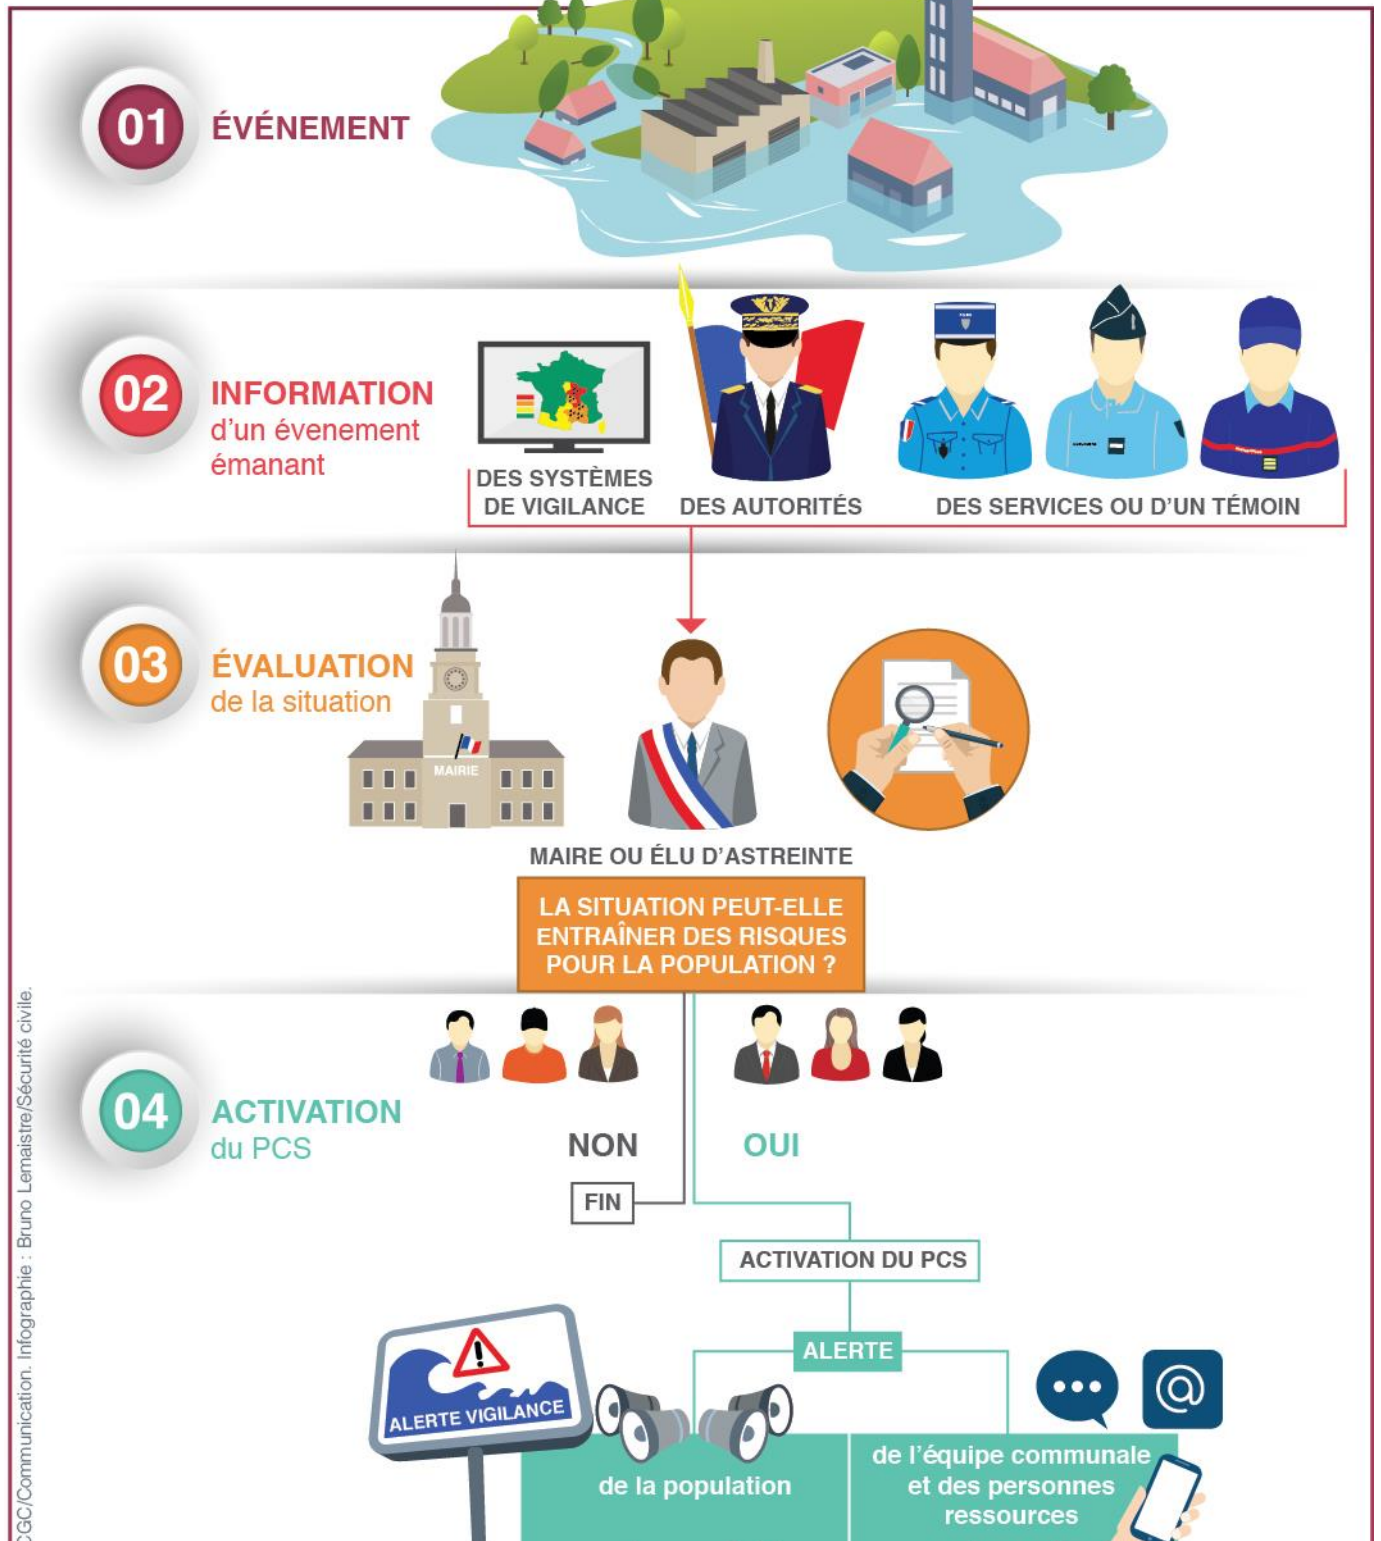 01
ÉVÉNEMENT
02
INFORMATION
d'un évenement
émanant
DES SYSTÈMES
DE VIGILANCE
DES AUTORITÉS
DES SERVICES OU D'UN TÉMOIN
03
ÉVALUATION
de la situation
MAIRIE
MAIRE OU ÉLU D'ASTREINTE
LA SITUATION PEUT-ELLE
ENTRAÎNER DES RISQUES
POUR LA POPULATION ?
04
ACTIVATION
du PCS
NON
OUI
FIN
ACTIVATION DU PCS
ALERTE
ALERTE VIGILANCE
de la population
de l'équipe communale
et des personnes
ressources
CGC/Communication. Infographie : Bruno Lemaistre/Sécurité civile.